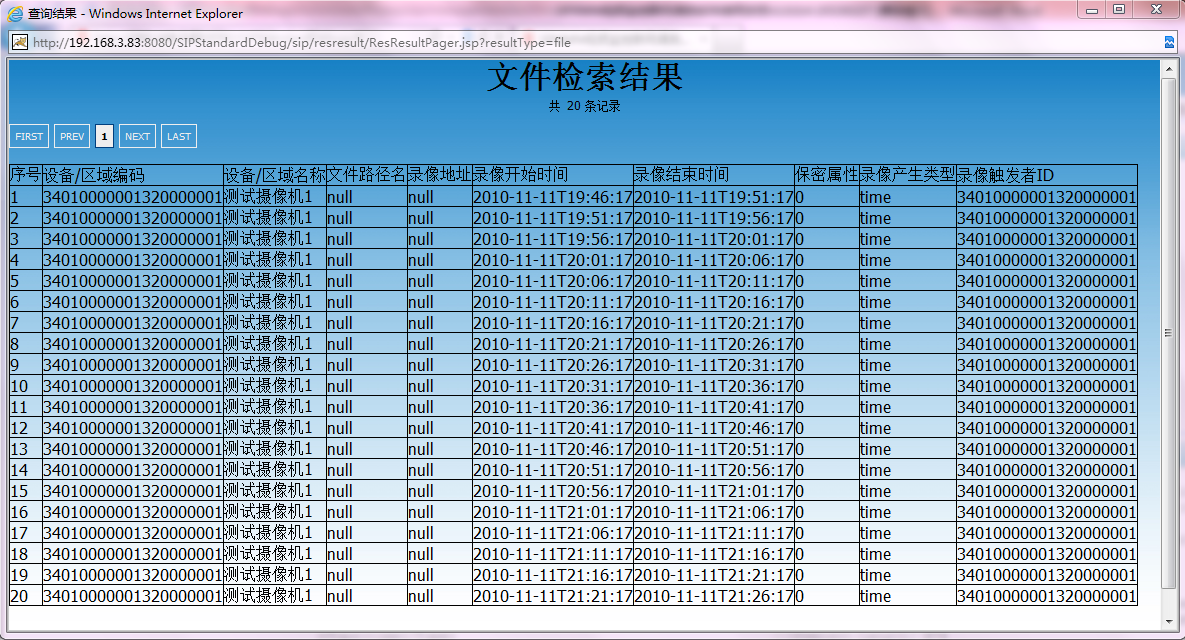 查询结果 - Windows Internet Explorer
http://192.168.3.83:8080/SIPStandardDebug/sip/resresult/ResResultPager.jsp?resultType=file
文件检索结果
共 20 条记录
FIRST PREV 1 NEXT LAST
序号 设备/区域编码 设备/区域名称 文件路径名 录像地址 录像开始时间 录像结束时间 保密属性 录像产生类型 录像触发者ID
1 34010000001320000001 测试摄像机1 null null 2010-11-11T19:46:17 2010-11-11T19:51:17 0 time 34010000001320000001
2 34010000001320000001 测试摄像机1 null null 2010-11-11T19:51:17 2010-11-11T19:56:17 0 time 34010000001320000001
3 34010000001320000001 测试摄像机1 null null 2010-11-11T19:56:17 2010-11-11T20:01:17 0 time 34010000001320000001
4 34010000001320000001 测试摄像机1 null null 2010-11-11T20:01:17 2010-11-11T20:06:17 0 time 34010000001320000001
5 34010000001320000001 测试摄像机1 null null 2010-11-11T20:06:17 2010-11-11T20:11:17 0 time 34010000001320000001
6 34010000001320000001 测试摄像机1 null null 2010-11-11T20:11:17 2010-11-11T20:16:17 0 time 34010000001320000001
7 34010000001320000001 测试摄像机1 null null 2010-11-11T20:16:17 2010-11-11T20:21:17 0 time 34010000001320000001
8 34010000001320000001 测试摄像机1 null null 2010-11-11T20:21:17 2010-11-11T20:26:17 0 time 34010000001320000001
9 34010000001320000001 测试摄像机1 null null 2010-11-11T20:26:17 2010-11-11T20:31:17 0 time 34010000001320000001
10 34010000001320000001 测试摄像机1 null null 2010-11-11T20:31:17 2010-11-11T20:36:17 0 time 34010000001320000001
11 34010000001320000001 测试摄像机1 null null 2010-11-11T20:36:17 2010-11-11T20:41:17 0 time 34010000001320000001
12 34010000001320000001 测试摄像机1 null null 2010-11-11T20:41:17 2010-11-11T20:46:17 0 time 34010000001320000001
13 34010000001320000001 测试摄像机1 null null 2010-11-11T20:46:17 2010-11-11T20:51:17 0 time 34010000001320000001
14 34010000001320000001 测试摄像机1 null null 2010-11-11T20:51:17 2010-11-11T20:56:17 0 time 34010000001320000001
15 34010000001320000001 测试摄像机1 null null 2010-11-11T20:56:17 2010-11-11T21:01:17 0 time 34010000001320000001
16 34010000001320000001 测试摄像机1 null null 2010-11-11T21:01:17 2010-11-11T21:06:17 0 time 34010000001320000001
17 34010000001320000001 测试摄像机1 null null 2010-11-11T21:06:17 2010-11-11T21:11:17 0 time 34010000001320000001
18 34010000001320000001 测试摄像机1 null null 2010-11-11T21:11:17 2010-11-11T21:16:17 0 time 34010000001320000001
19 34010000001320000001 测试摄像机1 null null 2010-11-11T21:16:17 2010-11-11T21:21:17 0 time 34010000001320000001
20 34010000001320000001 测试摄像机1 null null 2010-11-11T21:21:17 2010-11-11T21:26:17 0 time 34010000001320000001